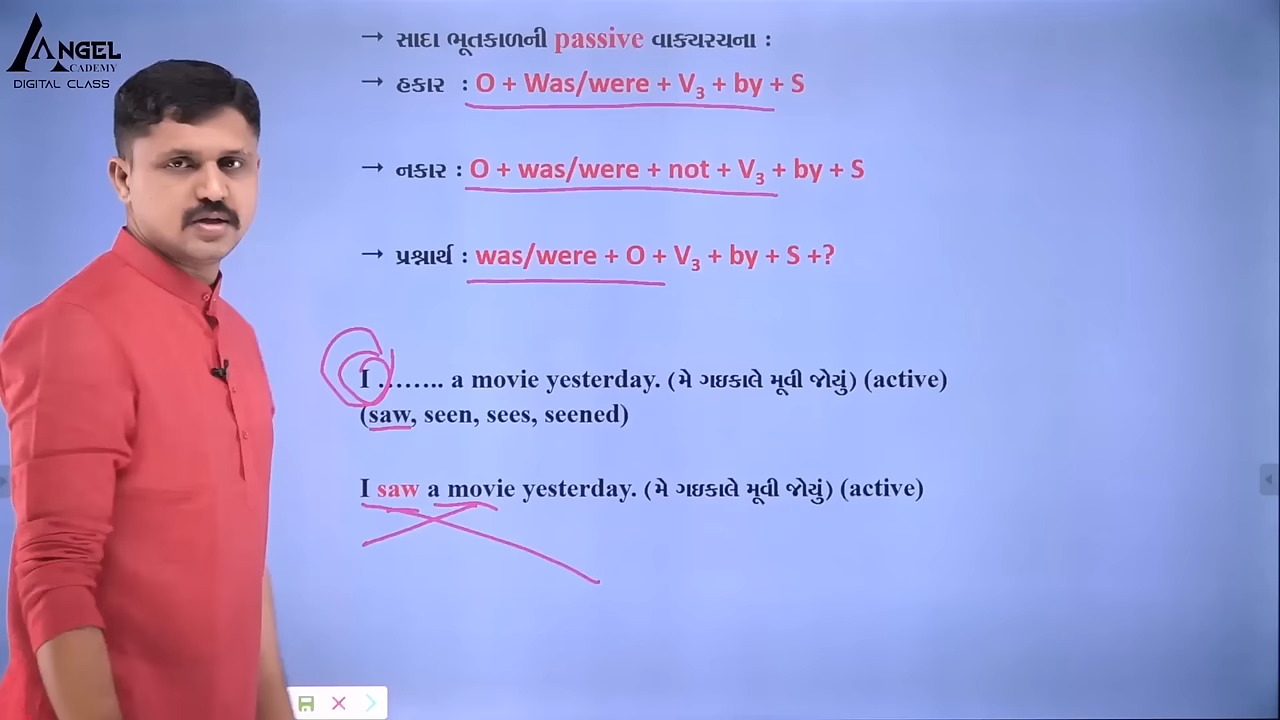 ANGEL
ACADEMY
DIGITAL CLASS
→ સાદા ભૂતકાળની passive વાક્યરચના :
→ હકાર : O + Was/were + V₃ + by + S
→ નકાર : O + was/were + not + V₃ + by + S
→ પ્રશ્નાર્થ : was/were + O + V₃ + by + S +?
I ........ a movie yesterday. (મે ગઇકાલે મૂવી જોયું) (active)
(saw, seen, sees, seened)
I saw a movie yesterday. (મે ગઇકાલે મૂવી જોયું) (active)